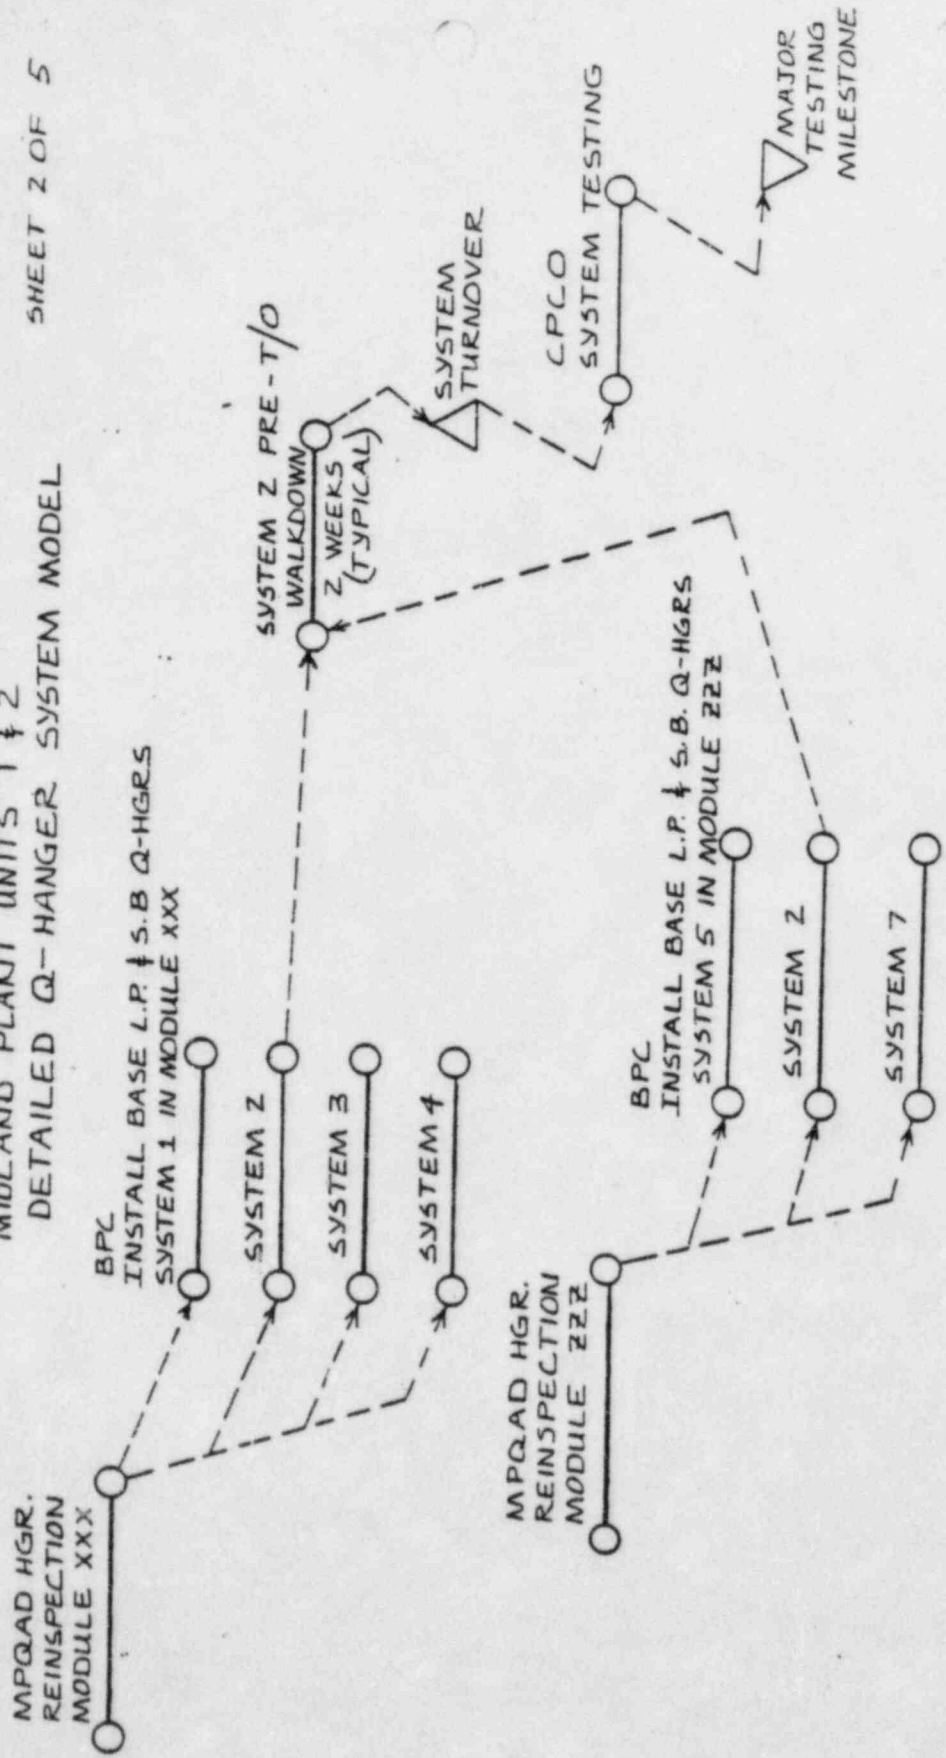 MIDLAND PLANT UNITS 1 & 2
SHEET 2 OF 5
DETAILED Q-HANGER SYSTEM MODEL
MPQAD HGR.
REINSPECTION
MODULE XXX
BPC
INSTALL BASE L.P. & S.B Q-HGRS
SYSTEM 1 IN MODULE XXX
SYSTEM 2
SYSTEM 3
SYSTEM 4
SYSTEM 2 PRE-T/O
WALKDOWN
2 WEEKS
(TYPICAL)
SYSTEM
TURNOVER
CPCO
SYSTEM TESTING
MAJOR
TESTING
MILESTONE
MPQAD HGR.
REINSPECTION
MODULE ZZZ
BPC
INSTALL BASE L.P. & S.B. Q-HGRS
SYSTEM 5 IN MODULE ZZZ
SYSTEM 2
SYSTEM 7